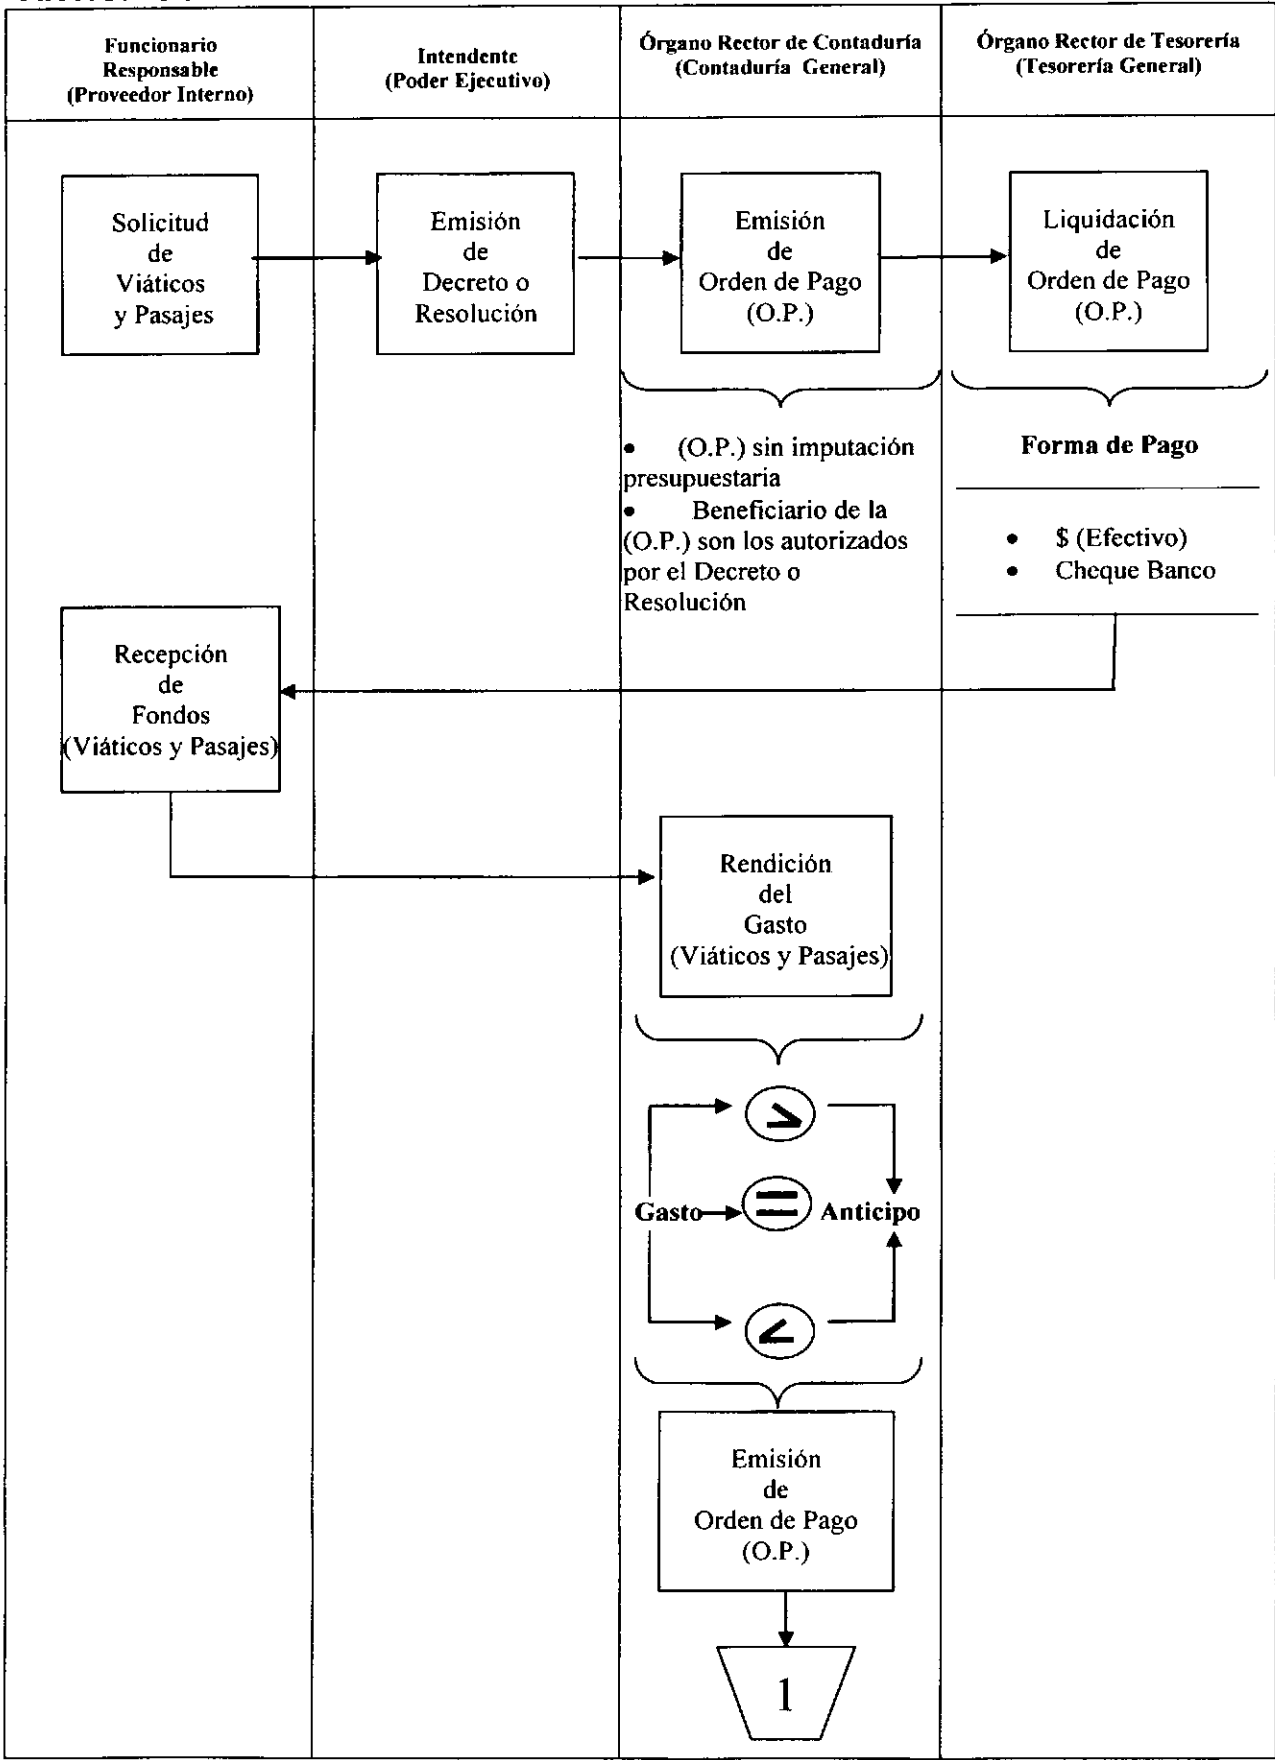 Funcionario
Responsable
(Proveedor Interno)
Intendente
(Poder Ejecutivo)
Órgano Rector de Contaduría
(Contaduría General)
Órgano Rector de Tesorería
(Tesorería General)
Solicitud
de
Viáticos
y Pasajes
Emisión
de
Decreto o
Resolución
Emisión
de
Orden de Pago
(O.P.)
Liquidación
de
Orden de Pago
(O.P.)
• (O.P.) sin imputación
presupuestaria
• Beneficiario de la
(O.P.) son los autorizados
por el Decreto o
Resolución
Forma de Pago
• $ (Efectivo)
• Cheque Banco
Recepción
de
Fondos
(Viáticos y Pasajes)
Rendición
del
Gasto
(Viáticos y Pasajes)
>
Gasto = Anticipo
<
Emisión
de
Orden de Pago
(O.P.)
1